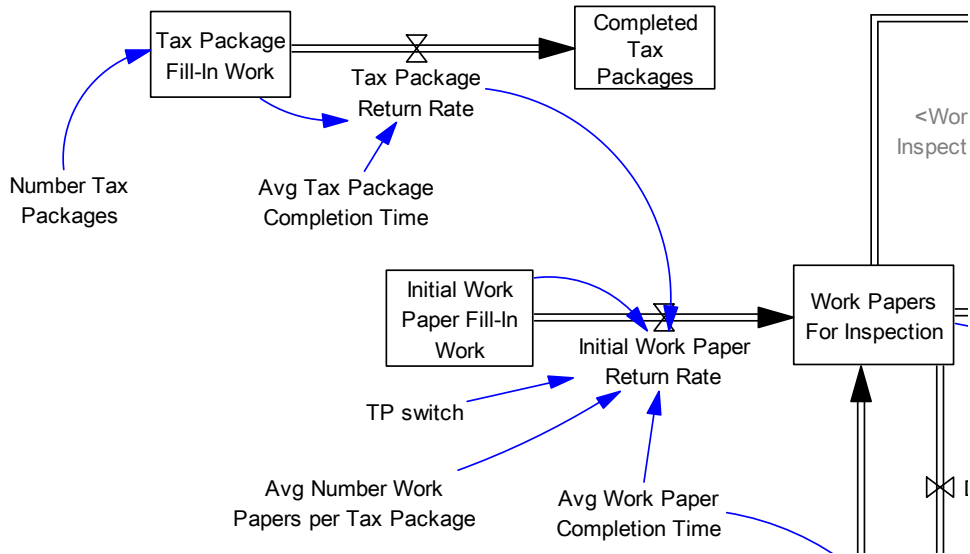 Tax Package
Fill-In Work
Completed
Tax
Packages
Tax Package
Return Rate
<Wor
Inspect
Number Tax
Packages
Avg Tax Package
Completion Time
Initial Work
Paper Fill-In
Work
Work Papers
For Inspection
Initial Work Paper
Return Rate
TP switch
Avg Number Work
Papers per Tax Package
Avg Work Paper
Completion Time